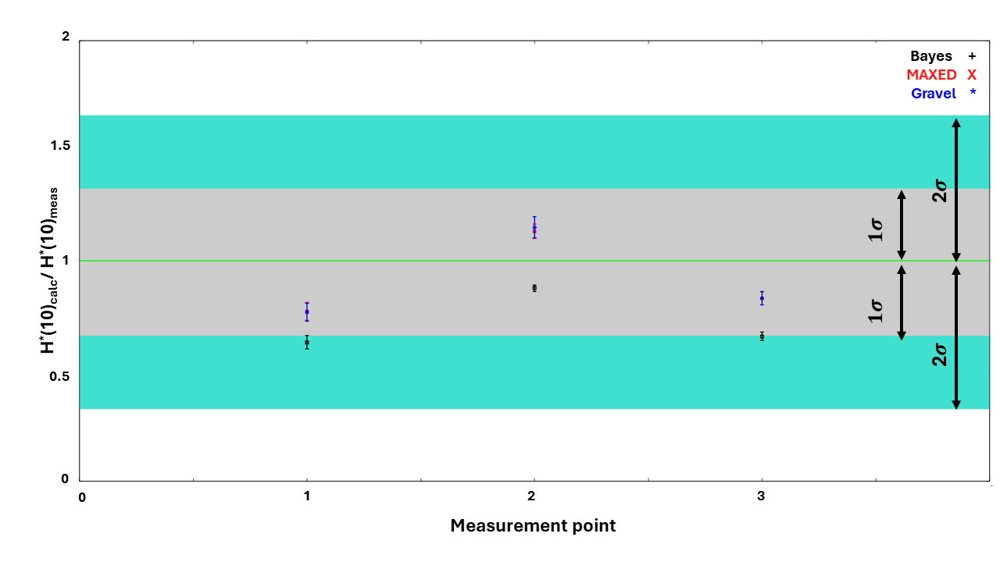 2
Bayes +
MAXED X
Gravel *
1.5
2σ
1σ
H*(10)calc/ H*(10)meas
1
1σ
2σ
0.5
0
0 1 2 3
Measurement point